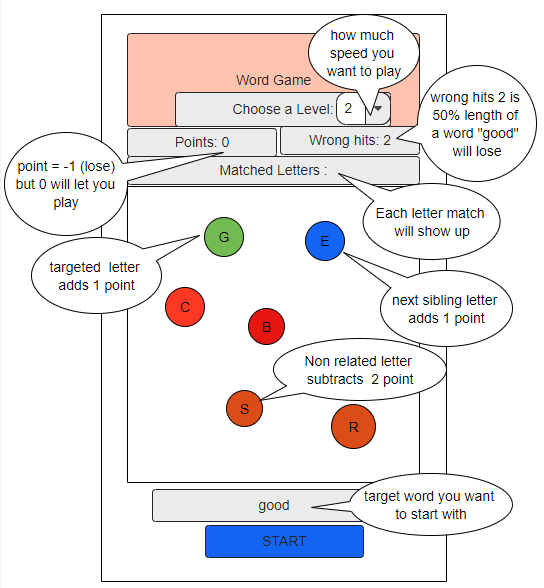 how much
speed you
want to play
Word Game
Choose a Level: 2
wrong hits 2 is
50% length of
a word "good"
will lose
Points: 0
Wrong hits: 2
point = -1 (lose)
but 0 will let you
play
Matched Letters :
Each letter match
will show up
G
E
targeted letter
adds 1 point
C
next sibling letter
adds 1 point
B
Non related letter
subtracts 2 point
S
R
good
target word you want
to start with
START